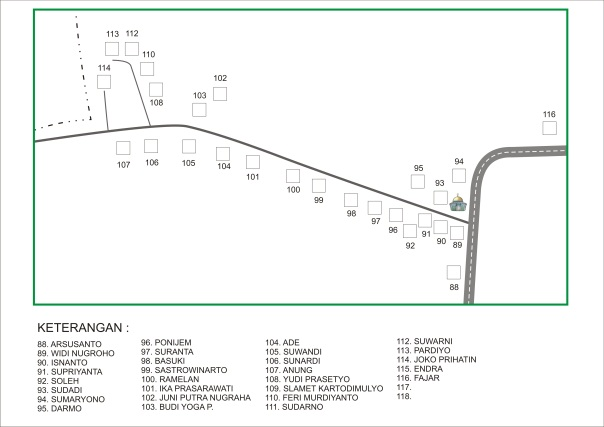 113 112
110
114
108
102
103
116
107
106
105
104
101
100
99
98
97
96
95
94
93
92
91
90
89
88
KETERANGAN :
88. ARSUSANTO
89. WIDI NUGROHO
90. ISNANTO
91. SUPRIYANTA
92. SOLEH
93. SUDADI
94. SUMARYONO
95. DARMO
96. PONIJEM
97. SURANTA
98. BASUKI
99. SASTROWINARTO
100. RAMELAN
101. IKA PRASARAWATI
102. JUNI PUTRA NUGRAHA
103. BUDI YOGA P.
104. ADE
105. SUWANDI
106. SUNARDI
107. ANUNG
108. YUDI PRASETYO
109. SLAMET KARTODIMULYO
110. FERI MURDIYANTO
111. SUDARNO
112. SUWARNI
113. PARDIYO
114. JOKO PRIHATIN
115. ENDRA
116. FAJAR
117.
118.